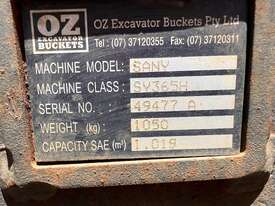 OZ
EXCAVATOR
BUCKETS
OZ Excavator Buckets Pty Ltd
Tel : (07) 37120355 Fax: (07) 37120311
MACHINE MODEL: SANY
MACHINE CLASS: SY365H
SERIAL NO. 49477 A
WEIGHT (kg): 1050
CAPACITY SAE (m³) 1.019